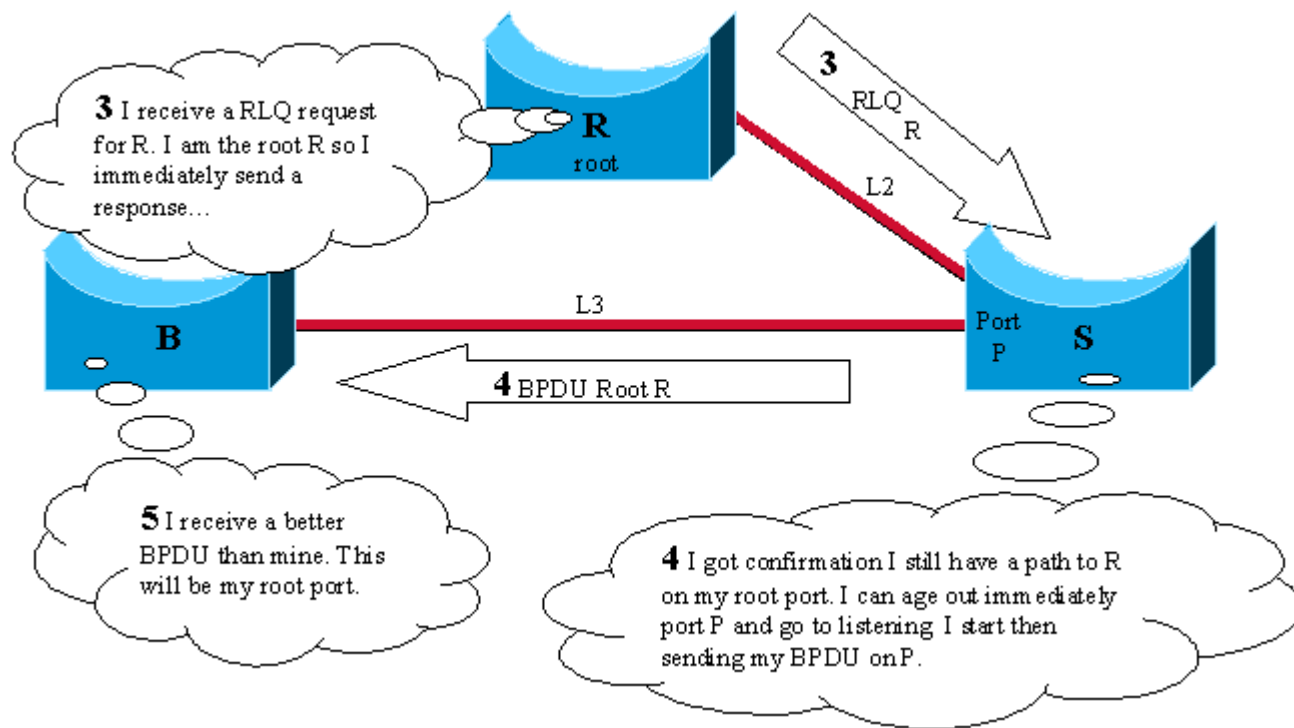 3 I receive a RLQ request
for R. I am the root R so I
immediately send a
response...
R
root
3
RLQ
R
L2
L3
B
Port
P
S
4 BPDU Root R
5 I receive a better
BPDU than mine. This
will be my root port.
4 I got confirmation I still have a path to R
on my root port. I can age out immediately
port P and go to listening. I start then
sending my BPDU on P.